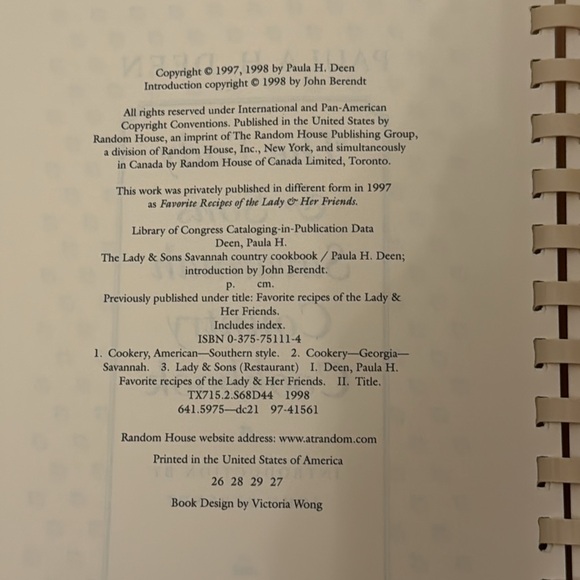 Copyright © 1997, 1998 by Paula H. Deen
Introduction copyright © 1998 by John Berendt
All rights reserved under International and Pan-American
Copyright Conventions. Published in the United States by
Random House, an imprint of The Random House Publishing Group,
a division of Random House, Inc., New York, and simultaneously
in Canada by Random House of Canada Limited, Toronto.
This work was privately published in different form in 1997
as Favorite Recipes of the Lady & Her Friends.
Library of Congress Cataloging-in-Publication Data
Deen, Paula H.
The Lady & Sons Savannah country cookbook / Paula H. Deen;
introduction by John Berendt.
p. cm.
Previously published under title: Favorite recipes of the Lady &
Her Friends.
Includes index.
ISBN 0-375-75111-4
1. Cookery, American—Southern style. 2. Cookery—Georgia—
Savannah. 3. Lady & Sons (Restaurant) I. Deen, Paula H.
Favorite recipes of the Lady & Her Friends. II. Title.
TX715.2.S68D44 1998
641.5975—dc21 97-41561
Random House website address: www.atrandom.com
Printed in the United States of America
26 28 29 27
Book Design by Victoria Wong